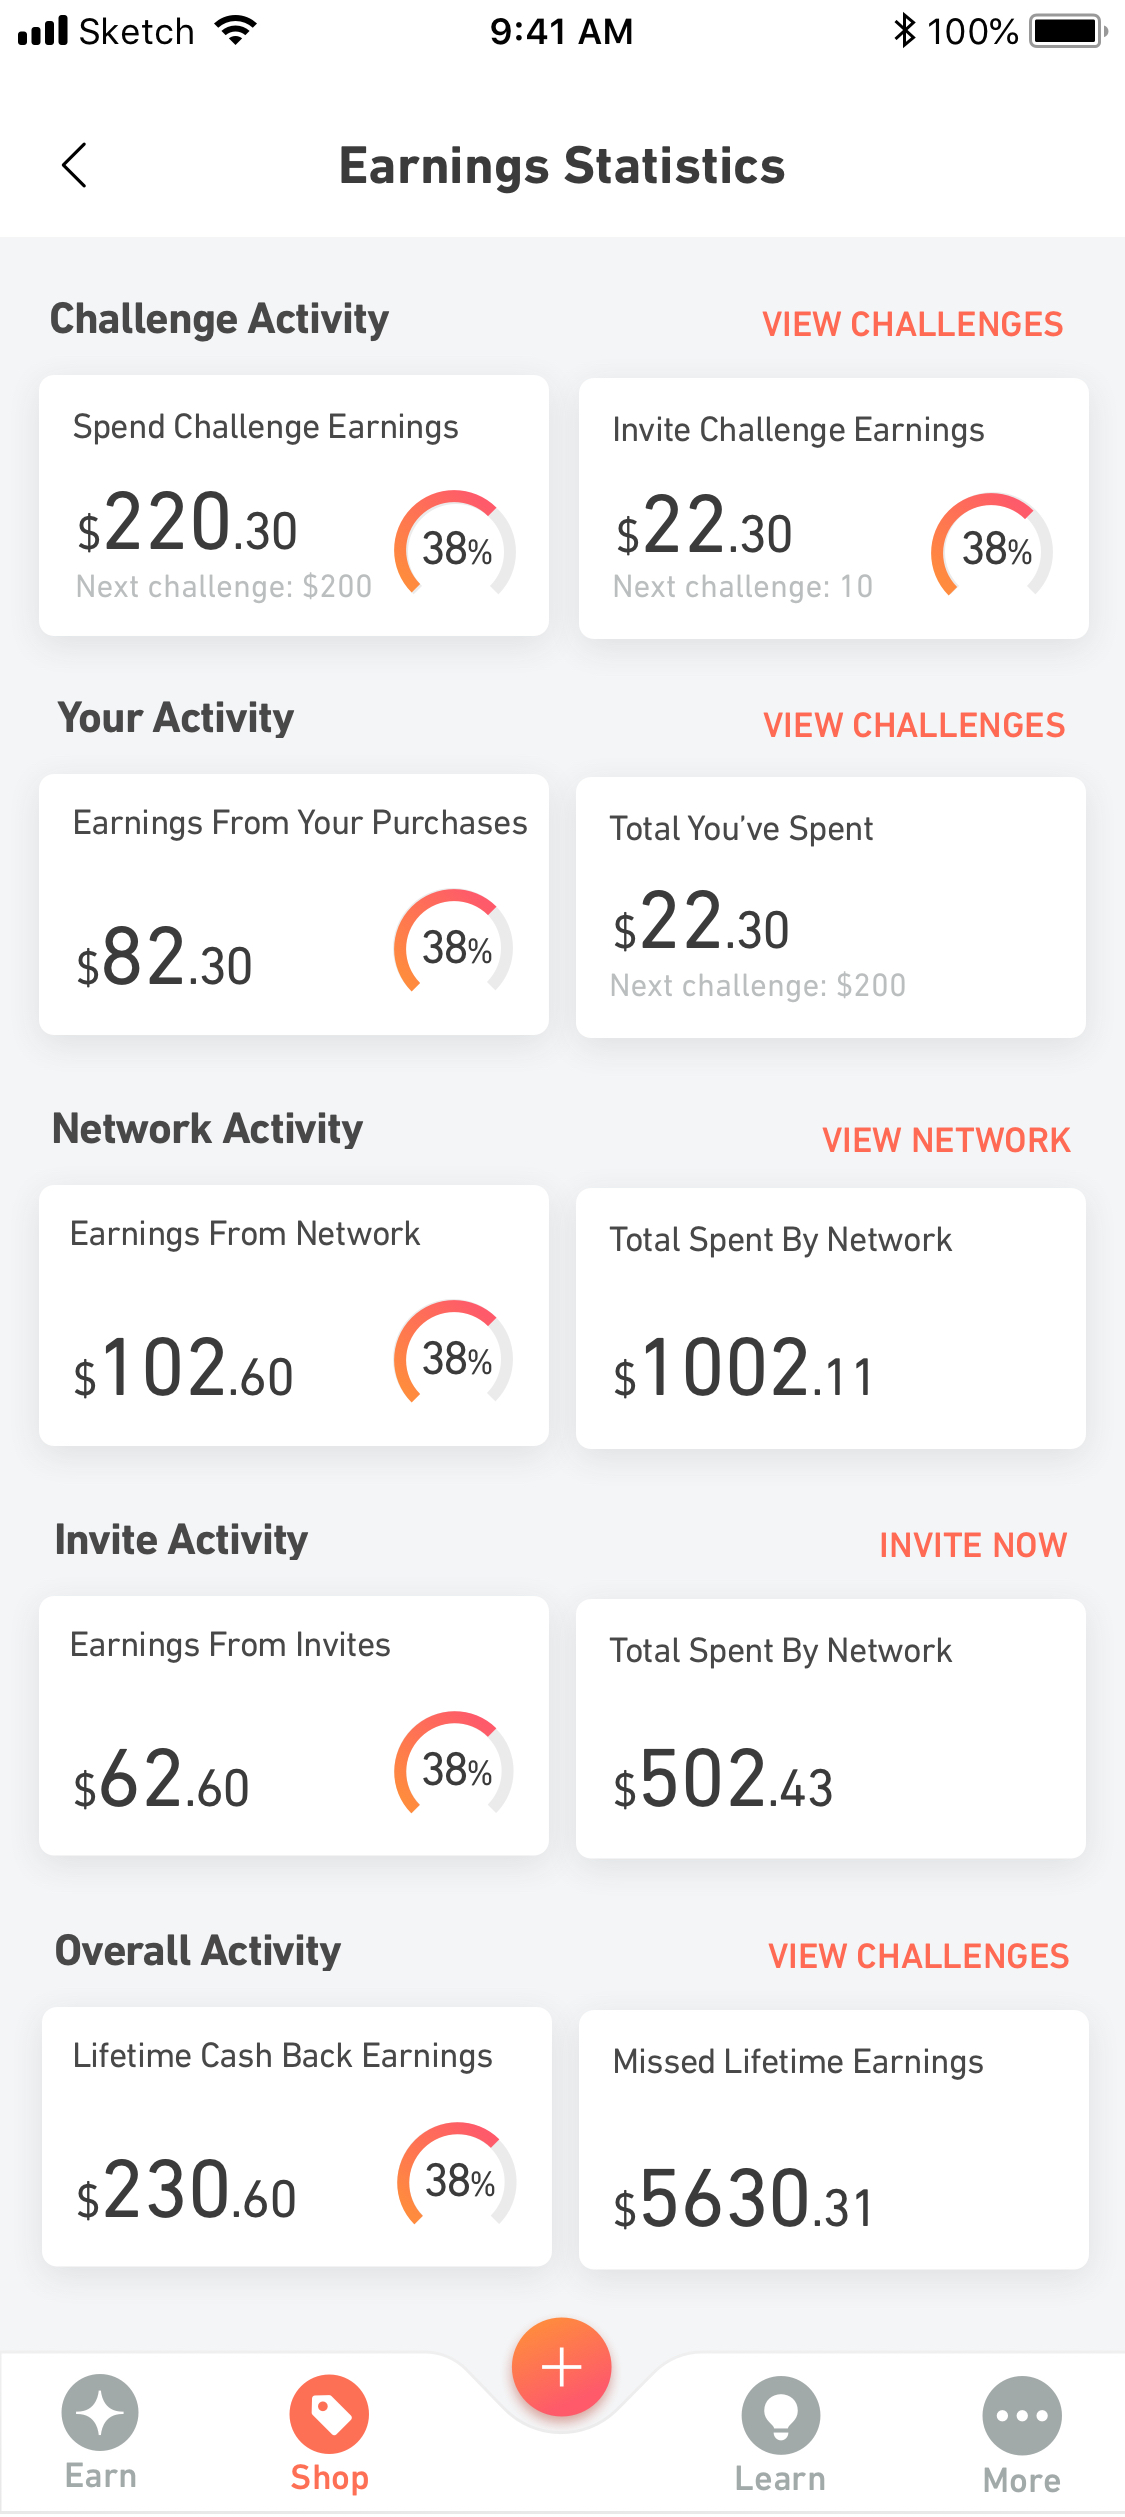 Sketch 9:41 AM 100%
Earnings Statistics
Challenge Activity VIEW CHALLENGES
Spend Challenge Earnings
$220.30 38%
Next challenge: $200
Invite Challenge Earnings
$22.30 38%
Next challenge: 10
Your Activity VIEW CHALLENGES
Earnings From Your Purchases
$82.30 38%
Total You’ve Spent
$22.30
Next challenge: $200
Network Activity VIEW NETWORK
Earnings From Network
$102.60 38%
Total Spent By Network
$1002.11
Invite Activity INVITE NOW
Earnings From Invites
$62.60 38%
Total Spent By Network
$502.43
Overall Activity VIEW CHALLENGES
Lifetime Cash Back Earnings
$230.60 38%
Missed Lifetime Earnings
$5630.31
Earn Shop Learn More